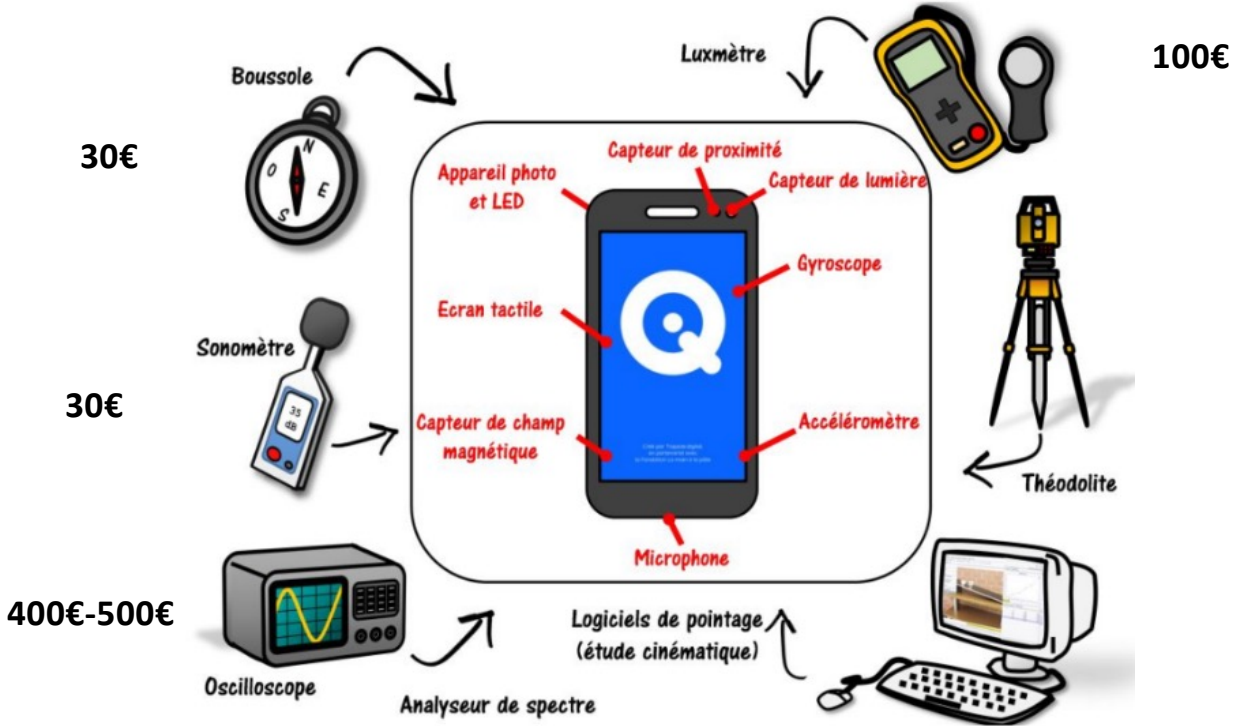 Boussole
Luxmètre
100€
30€
N
O
E
S
Capteur de proximité
Appareil photo
et LED
Capteur de lumière
Gyroscope
Ecran tactile
Sonomètre
35
dB
30€
Capteur de champ
magnétique
Accéléromètre
Théodolite
Microphone
400€-500€
Logiciels de pointage
(étude cinématique)
Oscilloscope
Analyseur de spectre